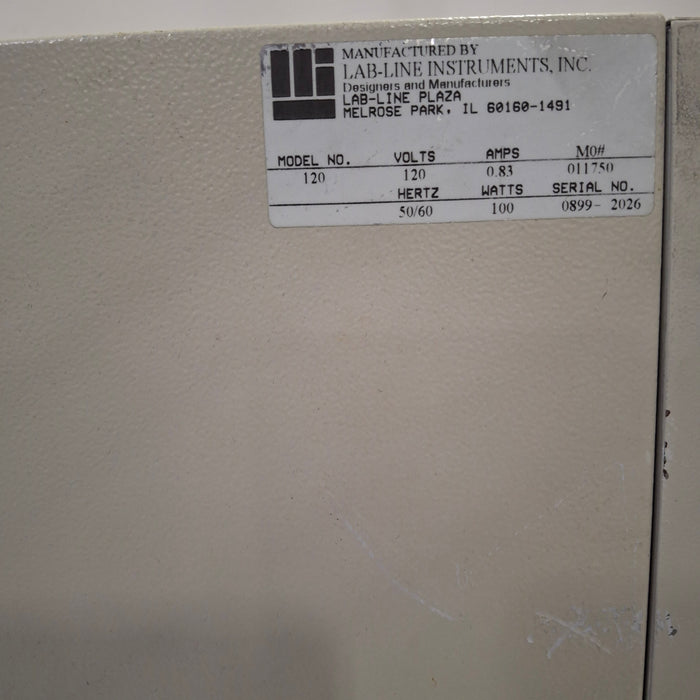 MANUFACTURED BY
LAB-LINE INSTRUMENTS, INC.
Designers and Manufacturers
LAB-LINE PLAZA
MELROSE PARK, IL 60160-1491
MODEL NO. VOLTS AMPS M0#
120 120 0.83 011750
HERTZ WATTS SERIAL NO.
50/60 100 0899- 2026